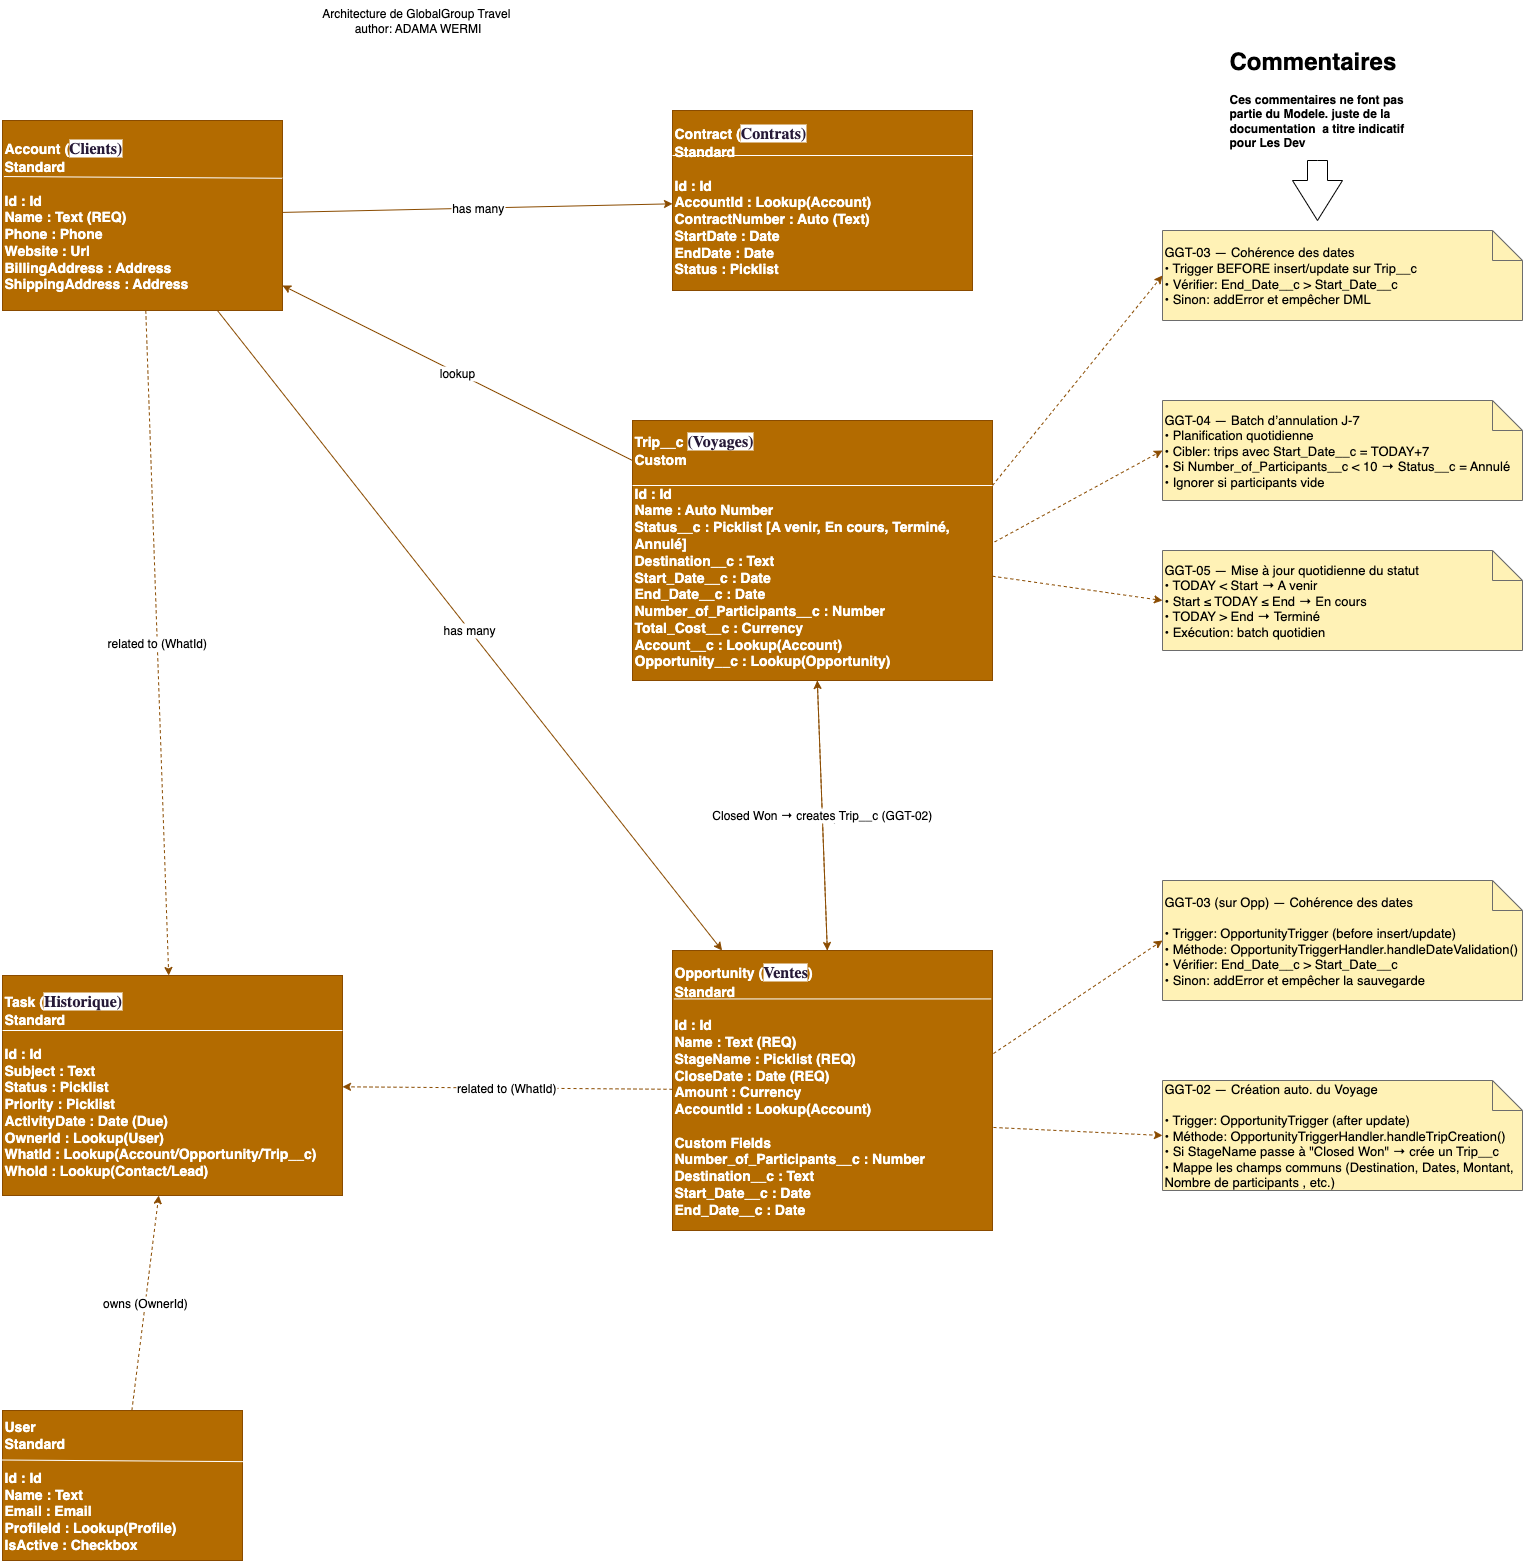 Architecture de GlobalGroup Travel
author: ADAMA WERMI
Commentaires
Ces commentaires ne font pas
partie du Modele. juste de la
documentation  a titre indicatif
pour Les Dev
Account (Clients)
Standard
Id : Id
Name : Text (REQ)
Phone : Phone
Website : Url
BillingAddress : Address
ShippingAddress : Address
has many
Contract (Contrats)
Standard
Id : Id
AccountId : Lookup(Account)
ContractNumber : Auto (Text)
StartDate : Date
EndDate : Date
Status : Picklist
GGT-03 — Cohérence des dates
• Trigger BEFORE insert/update sur Trip__c
• Vérifier: End_Date__c > Start_Date__c
• Sinon: addError et empêcher DML
lookup
Trip__c (Voyages)
Custom
Id : Id
Name : Auto Number
Status__c : Picklist [A venir, En cours, Terminé,
Annulé]
Destination__c : Text
Start_Date__c : Date
End_Date__c : Date
Number_of_Participants__c : Number
Total_Cost__c : Currency
Account__c : Lookup(Account)
Opportunity__c : Lookup(Opportunity)
GGT-04 — Batch d’annulation J-7
• Planification quotidienne
• Cibler: trips avec Start_Date__c = TODAY+7
• Si Number_of_Participants__c < 10 → Status__c = Annulé
• Ignorer si participants vide
GGT-05 — Mise à jour quotidienne du statut
• TODAY < Start → A venir
• Start ≤ TODAY ≤ End → En cours
• TODAY > End → Terminé
• Exécution: batch quotidien
has many
related to (WhatId)
Closed Won → creates Trip__c (GGT-02)
GGT-03 (sur Opp) — Cohérence des dates
• Trigger: OpportunityTrigger (before insert/update)
• Méthode: OpportunityTriggerHandler.handleDateValidation()
• Vérifier: End_Date__c > Start_Date__c
• Sinon: addError et empêcher la sauvegarde
Task (Historique)
Standard
Id : Id
Subject : Text
Status : Picklist
Priority : Picklist
ActivityDate : Date (Due)
OwnerId : Lookup(User)
WhatId : Lookup(Account/Opportunity/Trip__c)
WhoId : Lookup(Contact/Lead)
related to (WhatId)
Opportunity (Ventes)
Standard
Id : Id
Name : Text (REQ)
StageName : Picklist (REQ)
CloseDate : Date (REQ)
Amount : Currency
AccountId : Lookup(Account)
Custom Fields
Number_of_Participants__c : Number
Destination__c : Text
Start_Date__c : Date
End_Date__c : Date
GGT-02 — Création auto. du Voyage
• Trigger: OpportunityTrigger (after update)
• Méthode: OpportunityTriggerHandler.handleTripCreation()
• Si StageName passe à "Closed Won" → crée un Trip__c
• Mappe les champs communs (Destination, Dates, Montant,
Nombre de participants , etc.)
owns (OwnerId)
User
Standard
Id : Id
Name : Text
Email : Email
ProfileId : Lookup(Profile)
IsActive : Checkbox